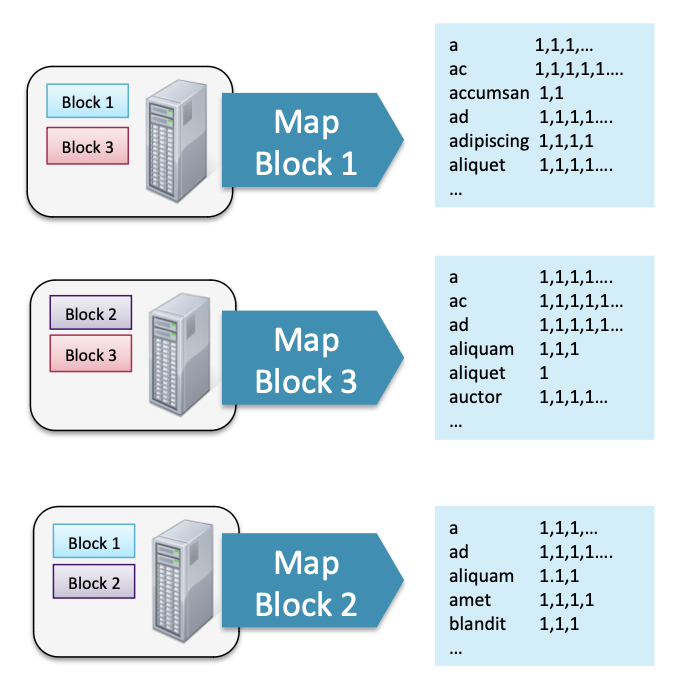 Block 1
Block 3
Map
Block 1
a 1,1,1,...
ac 1,1,1,1,1....
accumsan 1,1
ad 1,1,1,1....
adipiscing 1,1,1,1
aliquet 1,1,1,1....
...
Block 2
Block 3
Map
Block 3
a 1,1,1,1....
ac 1,1,1,1,1...
ad 1,1,1,1,1...
aliquam 1,1,1
aliquet 1
auctor 1,1,1,1...
...
Block 1
Block 2
Map
Block 2
a 1,1,1,...
ad 1,1,1,1....
aliquam 1.1,1
amet 1,1,1,1
blandit 1,1,1
...